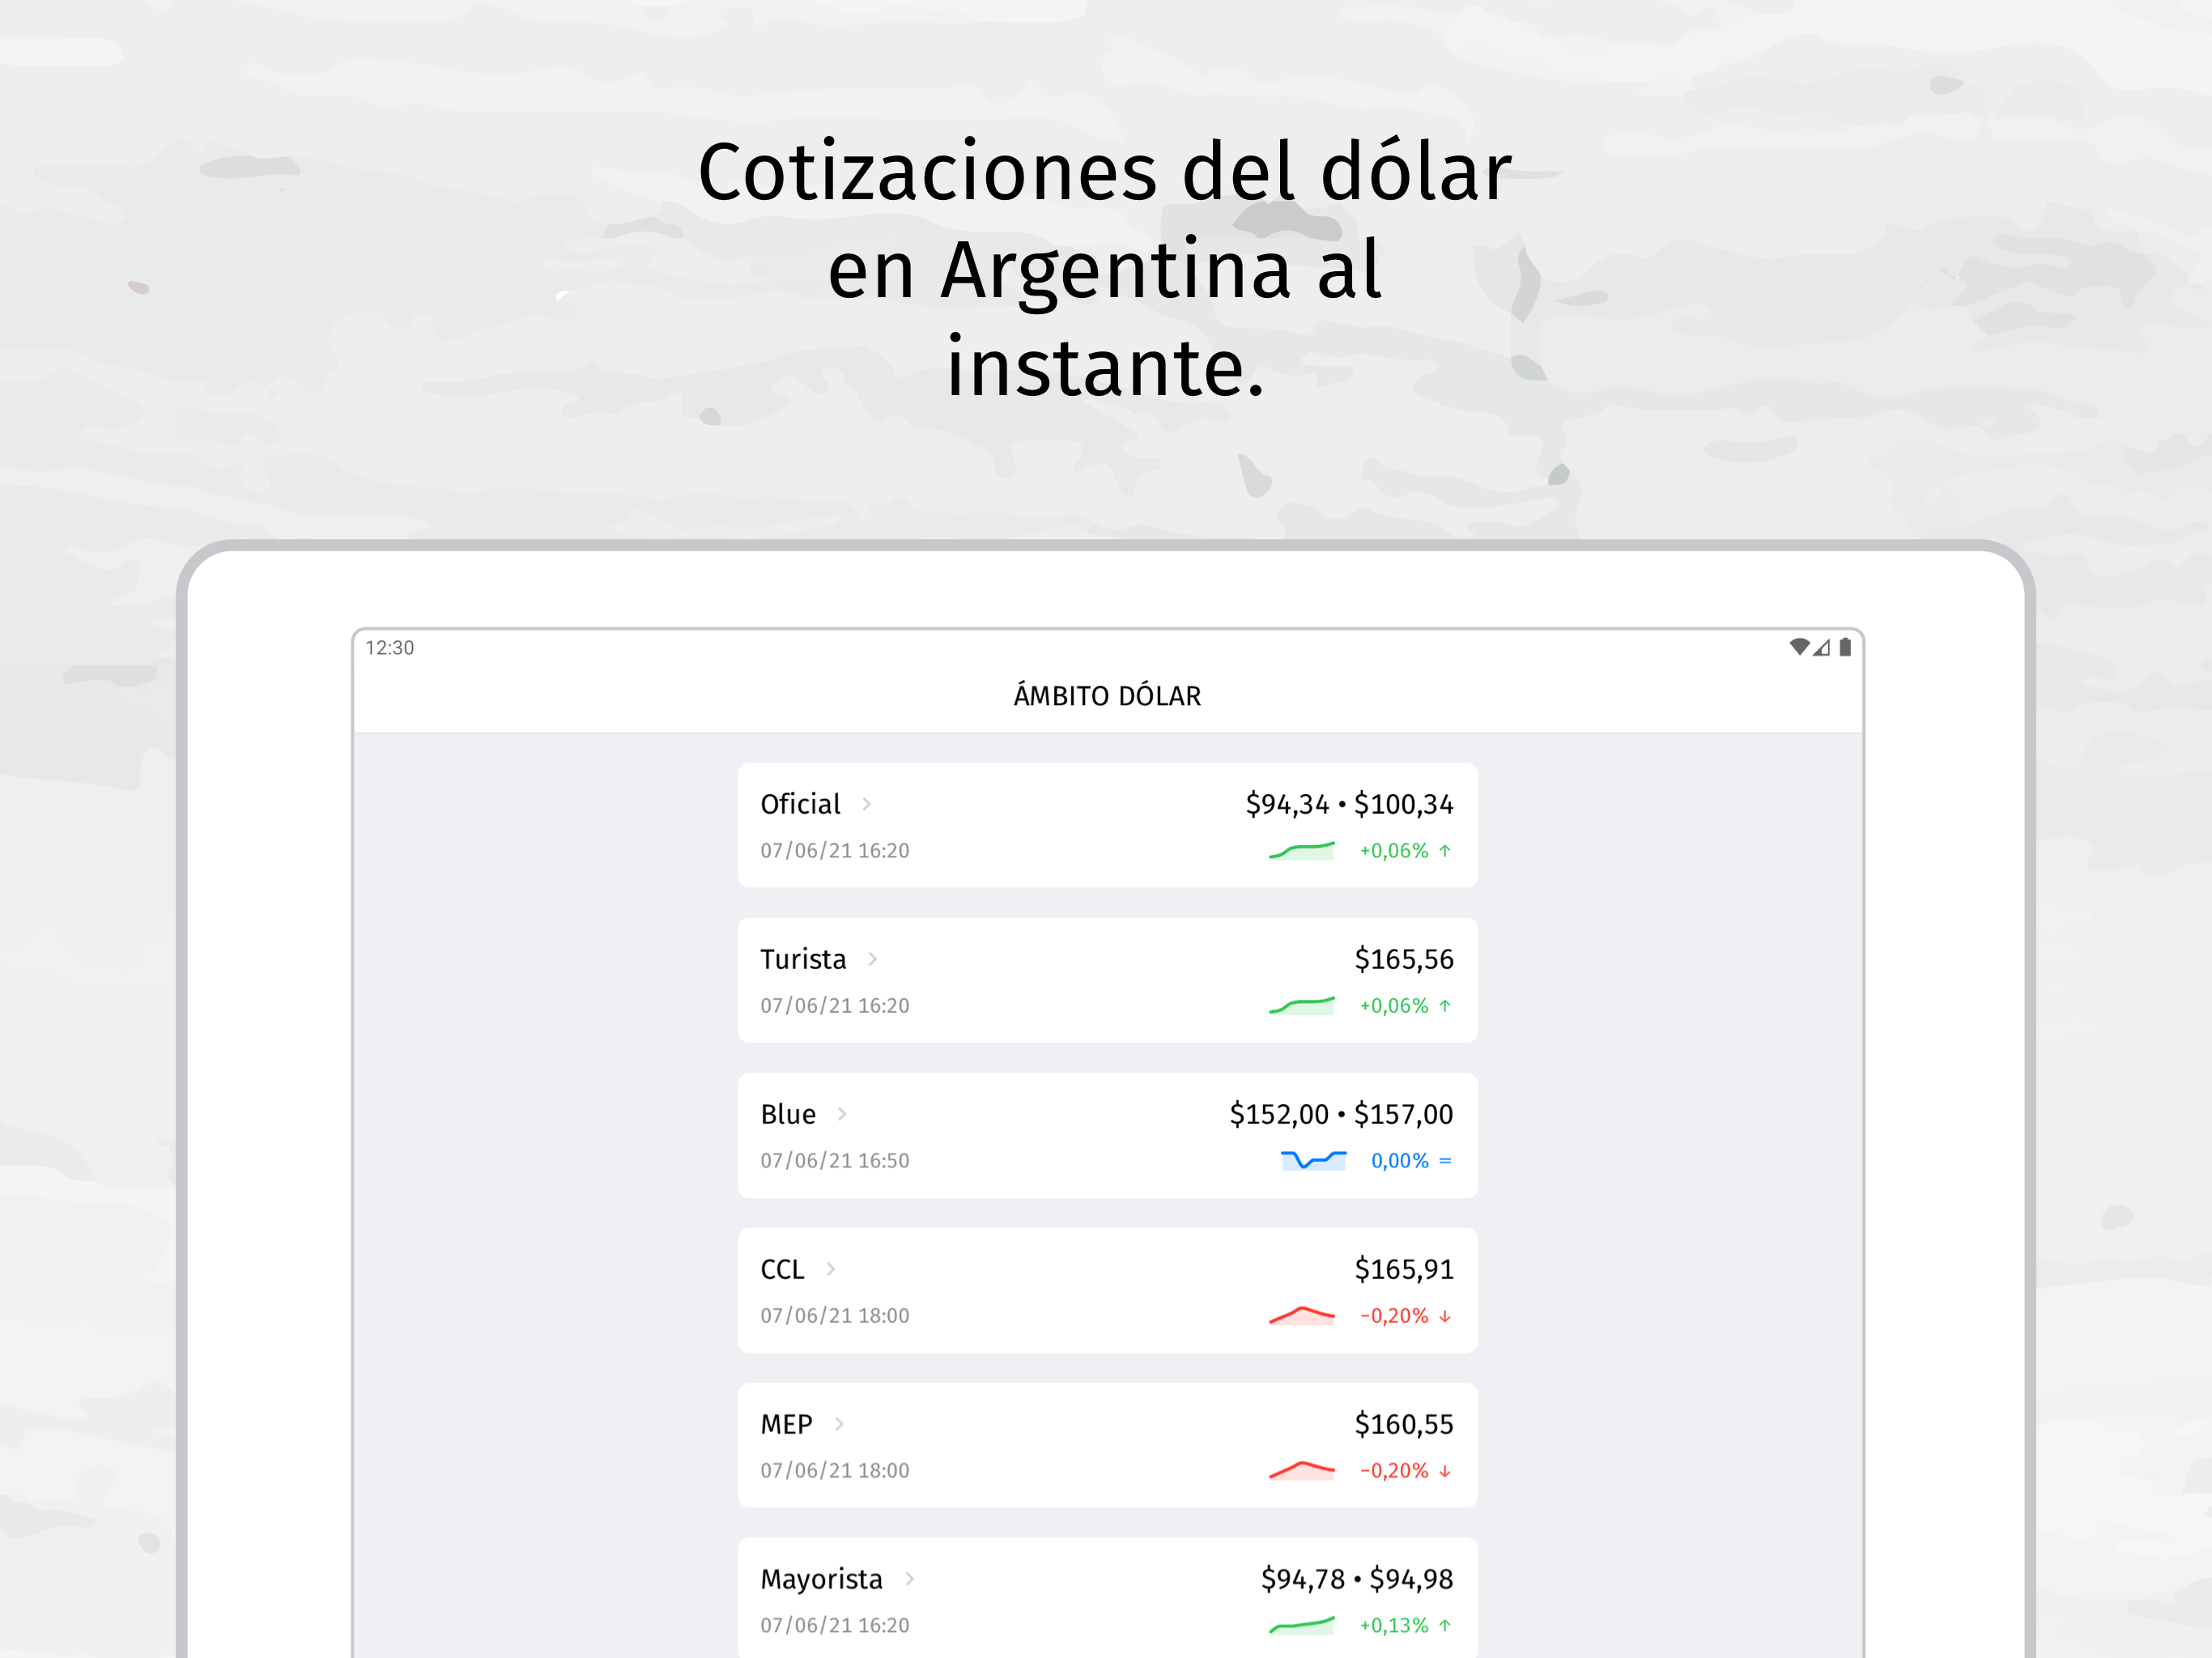 Cotizaciones del dólar
en Argentina al
instante.
12:30
ÁMBITO DÓLAR
Oficial $94,34 • $100,34
07/06/21 16:20 +0,06% ↑
Turista $165,56
07/06/21 16:20 +0,06% ↑
Blue $152,00 • $157,00
07/06/21 16:50 0,00% =
CCL $165,91
07/06/21 18:00 -0,20% ↓
MEP $160,55
07/06/21 18:00 -0,20% ↓
Mayorista $94,78 • $94,98
07/06/21 16:20 +0,13% ↑